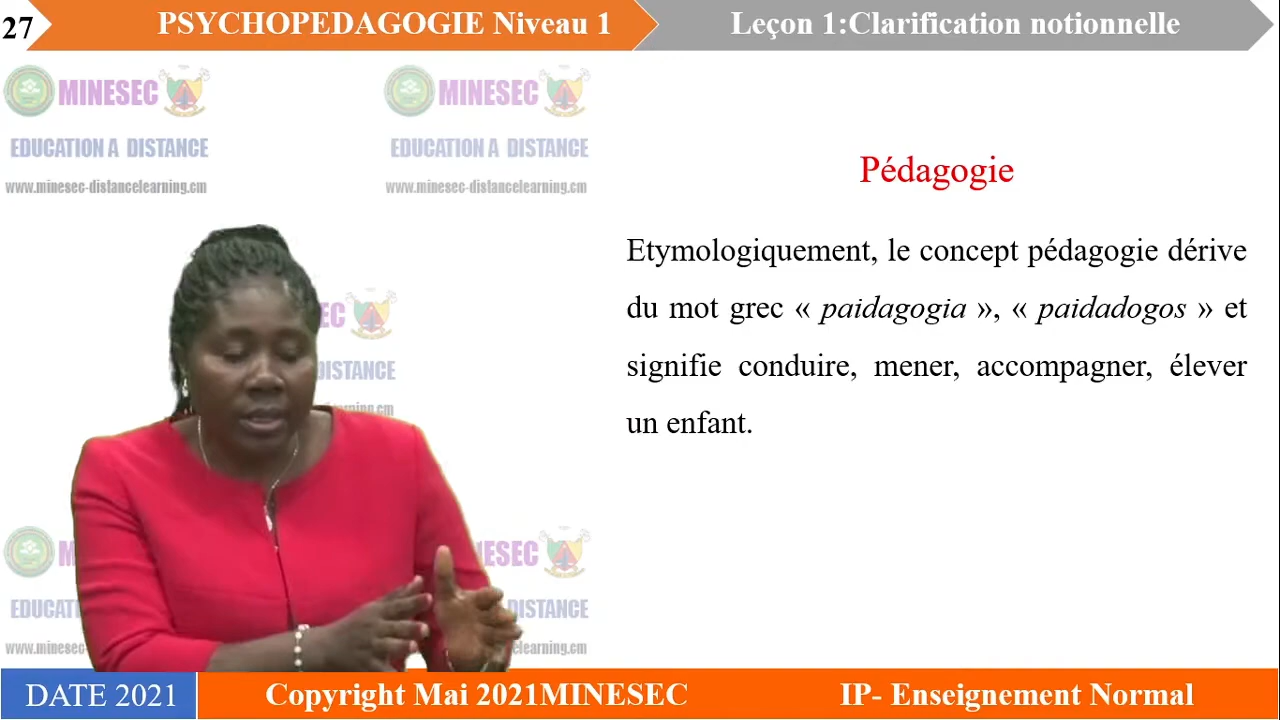 27
PSYCHOPEDAGOGIE Niveau 1
Leçon 1:Clarification notionnelle
MINESEC
EDUCATION A DISTANCE
www.minesec-distancelearning.cm
MINESEC
EDUCATION A DISTANCE
www.minesec-distancelearning.cm
Pédagogie
Etymologiquement, le concept pédagogie dérive
du mot grec « paidagogia », « paidadogos » et
signifie conduire, mener, accompagner, élever
un enfant.
DATE 2021
Copyright Mai 2021MINESEC
IP- Enseignement Normal